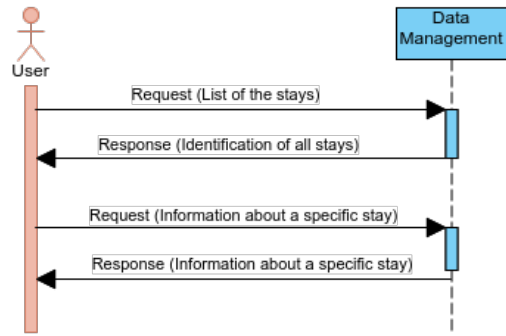 Data
Management
User
Request (List of the stays)
Response (Identification of all stays)
Request (Information about a specific stay)
Response (Information about a specific stay)